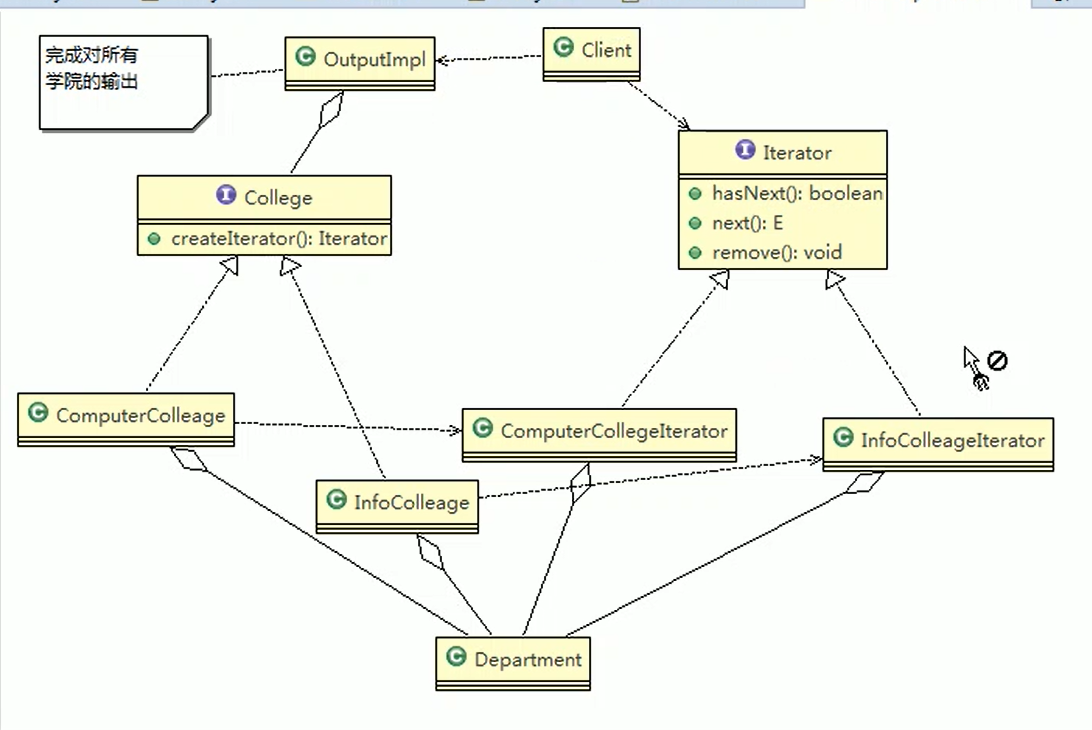 完成对所有
学院的输出
OutputImpl
Client
Iterator
hasNext(): boolean
next(): E
remove(): void
College
createIterator(): Iterator
ComputerColleage
ComputerCollegeIterator
InfoColleageIterator
InfoColleage
Department